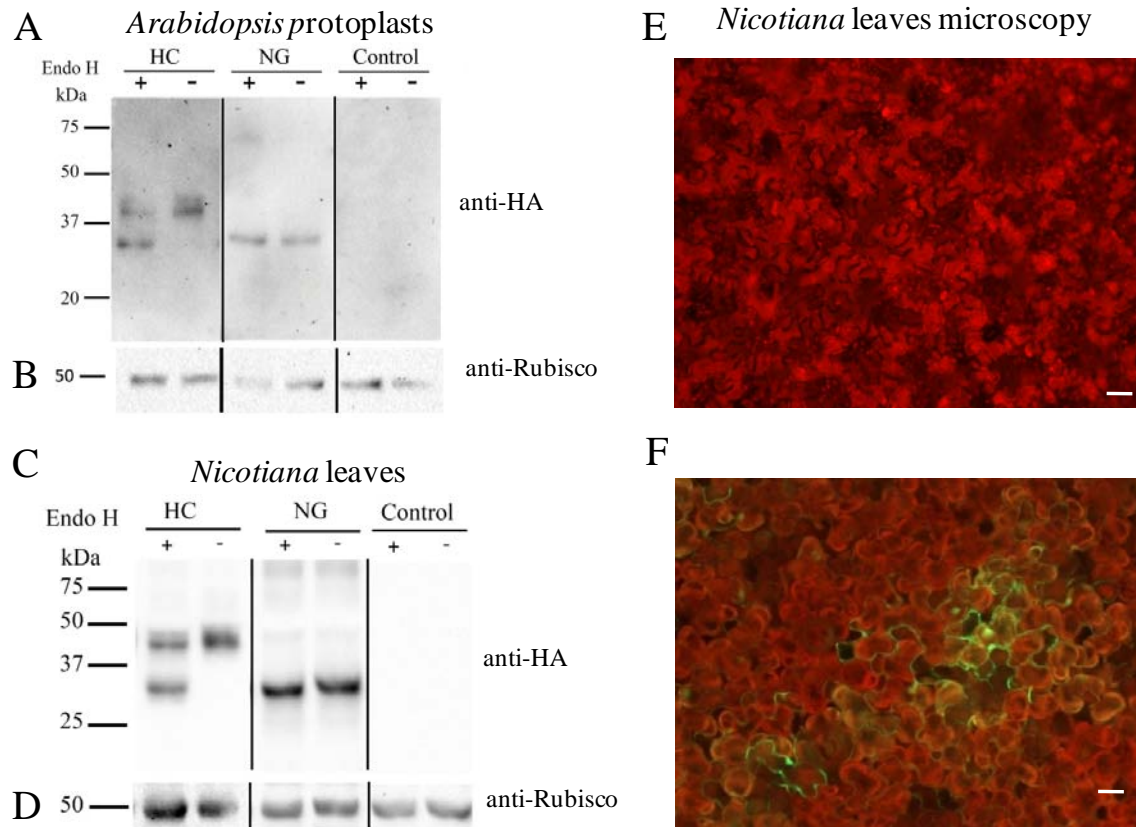 A
Arabidopsis protoplasts
HC NG Control
Endo H + - + - + -
kDa
75
50
37
20
anti-HA
B
50
anti-Rubisco
C
Nicotiana leaves
HC NG Control
Endo H + - + - + -
kDa
75
50
37
25
anti-HA
D
50
anti-Rubisco
E
Nicotiana leaves microscopy
F